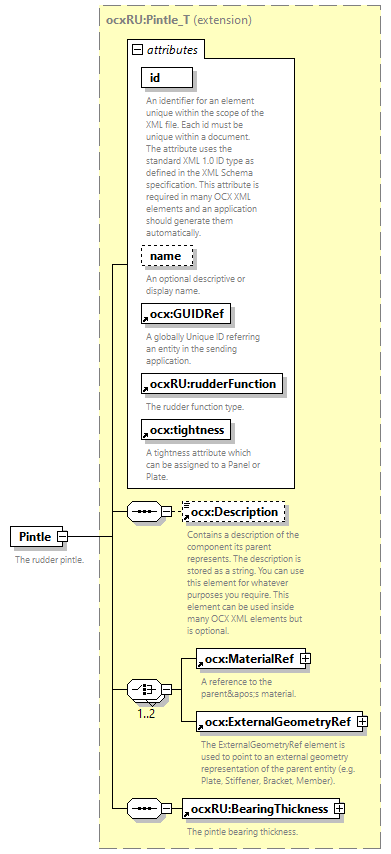 ocxRU:Pintle_T (extension)
attributes
id
An identifier for an element
unique within the scope of the
XML file. Each id must be
unique within a document.
The attribute uses the
standard XML 1.0 ID type as
defined in the XML Schema
specification. This attribute is
required in many OCX XML
elements and an application
should generate them
automatically.
name
An optional descriptive or
display name.
ocx:GUIDRef
A globally Unique ID referring
an entity in the sending
application.
ocxRU:rudderFunction
The rudder function type.
ocx:tightness
A tightness attribute which
can be assigned to a Panel or
Plate.
ocx:Description
Contains a description of the
component its parent
represents. The description is
stored as a string. You can use
this element for whatever
purposes you require. This
element can be used inside
many OCX XML elements but
is optional.
Pintle
The rudder pintle.
ocx:MaterialRef
A reference to the
parent&apos;s material.
1..2
ocx:ExternalGeometryRef
The ExternalGeometryRef element is
used to point to an external geometry
representation of the parent entity (e.g.
Plate, Stiffener, Bracket, Member).
ocxRU:BearingThickness
The pintle bearing thickness.